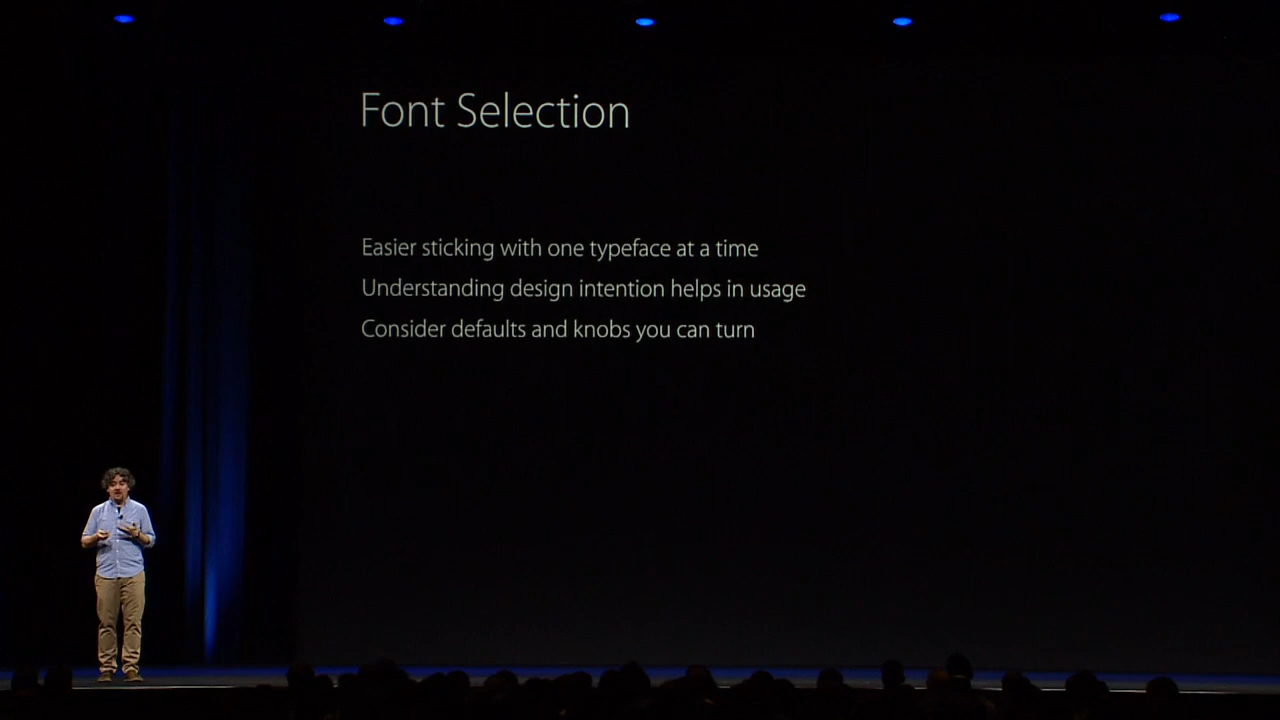 Font Selection
Easier sticking with one typeface at a time
Understanding design intention helps in usage
Consider defaults and knobs you can turn